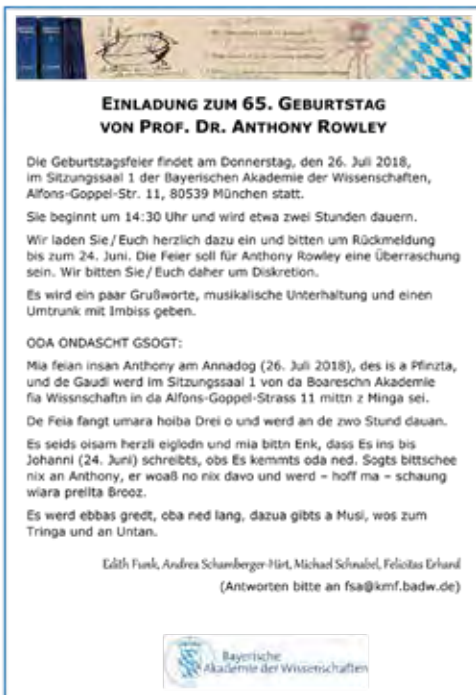 EINLADUNG ZUM 65. GEBURTSTAG
VON PROF. DR. ANTHONY ROWLEY
Die Geburtstagsfeier findet am Donnerstag, den 26. Juli 2018,
im Sitzungssaal 1 der Bayerischen Akademie der Wissenschaften,
Alfons-Goppel-Str. 11, 80539 München statt.
Sie beginnt um 14:30 Uhr und wird etwa zwei Stunden dauern.
Wir laden Sie / Euch herzlich dazu ein und bitten um Rückmeldung
bis zum 24. Juni. Die Feier soll für Anthony Rowley eine Überraschung
sein. Wir bitten Sie / Euch daher um Diskretion.
Es wird ein paar Grußworte, musikalische Unterhaltung und einen
Umtrunk mit Imbiss geben.
ODA ONDASCHT GSOGT:
Mia feian insan Anthony am Annadog (26. Juli 2018), des is a Pfinzta,
und de Gaudi werd im Sitzungssaal 1 von da Boareschn Akademie
fia Wissnschaftn in da Alfons-Goppel-Strass 11 mittn z Minga sei.
De Feia fangt umara hoiba Drei o und werd an de zwo Stund dauan.
Es seids oisam herzli eiglodn und mia bittn Enk, dass Es ins bis
Johanni (24. Juni) schreibts, obs Es kemmts oda ned. Sogts bittschee
nix an Anthony, er woaß no nix davo und werd – hoff ma – schaung
wiara prellta Brooz.
Es werd ebbas gredt, oba ned lang, dazua gibts a Musi, wos zum
Tringa und an Untan.
Edith Funk, Andrea Schamberger-Hirt, Michael Schnabel, Felicitas Erhard
(Antworten bitte an fsa@kmf.badw.de)
Bayerische
Akademie der Wissenschaften